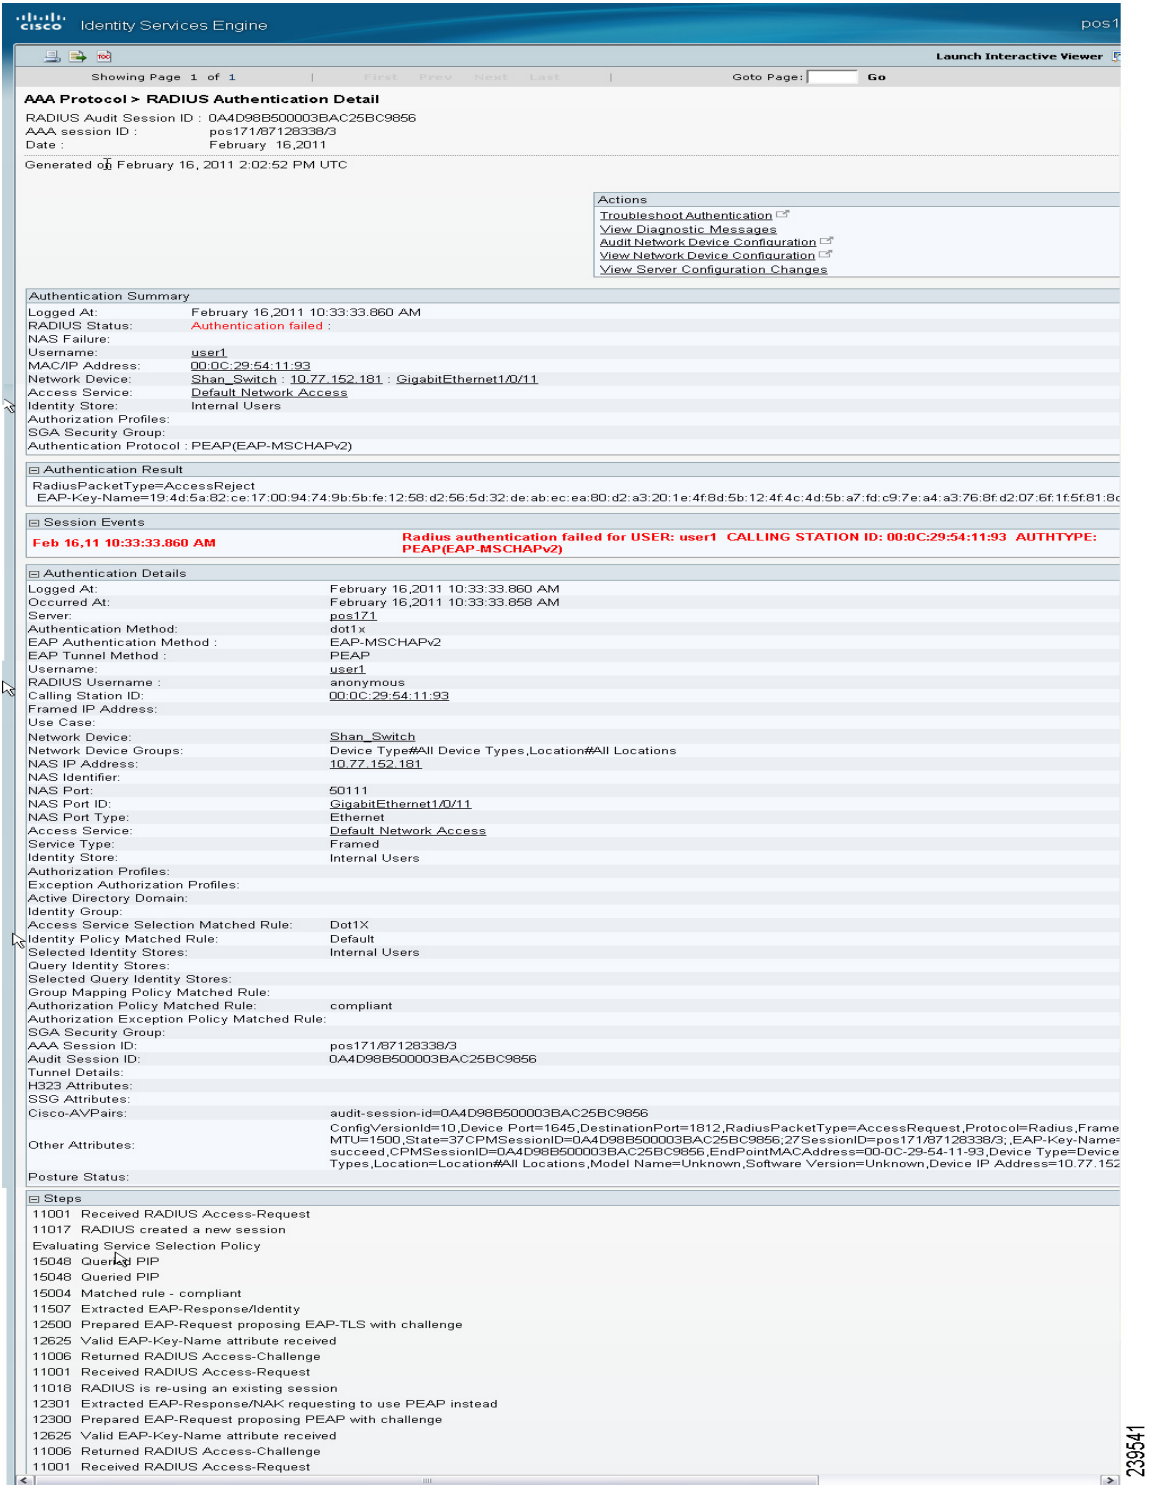 cisco Identity Services Engine pos1
Launch Interactive Viewer
Showing Page 1 of 1 | First Prev Next Last | Goto Page: Go
AAA Protocol > RADIUS Authentication Detail
RADIUS Audit Session ID : 0A4D98B500003BAC25BC9856
AAA session ID : pos171/87128338/3
Date : February 16,2011
Generated on February 16, 2011 2:02:52 PM UTC
Actions
Troubleshoot Authentication
View Diagnostic Messages
Audit Network Device Configuration
View Network Device Configuration
View Server Configuration Changes
Authentication Summary
Logged At: February 16,2011 10:33:33.860 AM
RADIUS Status: Authentication failed :
NAS Failure:
Username: user1
MAC/IP Address: 00:0C:29:54:11:93
Network Device: Shan_Switch : 10.77.152.181 : GigabitEthernet1/0/11
Access Service: Default Network Access
Identity Store: Internal Users
Authorization Profiles:
SGA Security Group:
Authentication Protocol : PEAP(EAP-MSCHAPv2)
Authentication Result
RadiusPacketType=AccessReject
EAP-Key-Name=19:4d:5a:82:ce:17:00:94:74:9b:5b:fe:12:58:d2:56:5d:32:de:ab:ec:ea:80:d2:a3:20:1e:4f:8d:5b:12:4f:4c:4d:5b:a7:fd:c9:7e:a4:a3:76:8f:d2:07:6f:1f:5f:81:8c
Session Events
Feb 16,11 10:33:33.860 AM Radius authentication failed for USER: user1 CALLING STATION ID: 00:0C:29:54:11:93 AUTHTYPE:
PEAP(EAP-MSCHAPv2)
Authentication Details
Logged At: February 16,2011 10:33:33.860 AM
Occurred At: February 16,2011 10:33:33.858 AM
Server: pos171
Authentication Method: dot1x
EAP Authentication Method : EAP-MSCHAPv2
EAP Tunnel Method : PEAP
Username: user1
RADIUS Username : anonymous
Calling Station ID: 00:0C:29:54:11:93
Framed IP Address:
Use Case:
Network Device: Shan_Switch
Network Device Groups: Device Type#All Device Types,Location#All Locations
NAS IP Address: 10.77.152.181
NAS Identifier:
NAS Port: 50111
NAS Port ID: GigabitEthernet1/0/11
NAS Port Type: Ethernet
Access Service: Default Network Access
Service Type: Framed
Identity Store: Internal Users
Authorization Profiles:
Exception Authorization Profiles:
Active Directory Domain:
Identity Group:
Access Service Selection Matched Rule: Dot1X
Identity Policy Matched Rule: Default
Selected Identity Stores: Internal Users
Query Identity Stores:
Selected Query Identity Stores:
Group Mapping Policy Matched Rule:
Authorization Policy Matched Rule: compliant
Authorization Exception Policy Matched Rule:
SGA Security Group:
AAA Session ID: pos171/87128338/3
Audit Session ID: 0A4D98B500003BAC25BC9856
Tunnel Details:
H323 Attributes:
SSG Attributes:
Cisco-AVPairs: audit-session-id=0A4D98B500003BAC25BC9856
ConfigVersionId=10,Device Port=1645,DestinationPort=1812,RadiusPacketType=AccessRequest,Protocol=Radius,Frame
Other Attributes: MTU=1500,State=37CPMSessionID=0A4D98B500003BAC25BC9856;27SessionID=pos171/87128338/3;,EAP-Key-Name=
succeed,CPMSessionID=0A4D98B500003BAC25BC9856,EndPointMACAddress=00-0C-29-54-11-93,Device Type=Device
Types,Location=Location#All Locations,Model Name=Unknown,Software Version=Unknown,Device IP Address=10.77.152
Posture Status:
Steps
11001 Received RADIUS Access-Request
11017 RADIUS created a new session
Evaluating Service Selection Policy
15048 Queried PIP
15048 Queried PIP
15004 Matched rule - compliant
11507 Extracted EAP-Response/Identity
12500 Prepared EAP-Request proposing EAP-TLS with challenge
12625 Valid EAP-Key-Name attribute received
11006 Returned RADIUS Access-Challenge
11001 Received RADIUS Access-Request
11018 RADIUS is re-using an existing session
12301 Extracted EAP-Response/NAK requesting to use PEAP instead
12300 Prepared EAP-Request proposing PEAP with challenge
12625 Valid EAP-Key-Name attribute received
11006 Returned RADIUS Access-Challenge
11001 Received RADIUS Access-Request
239541